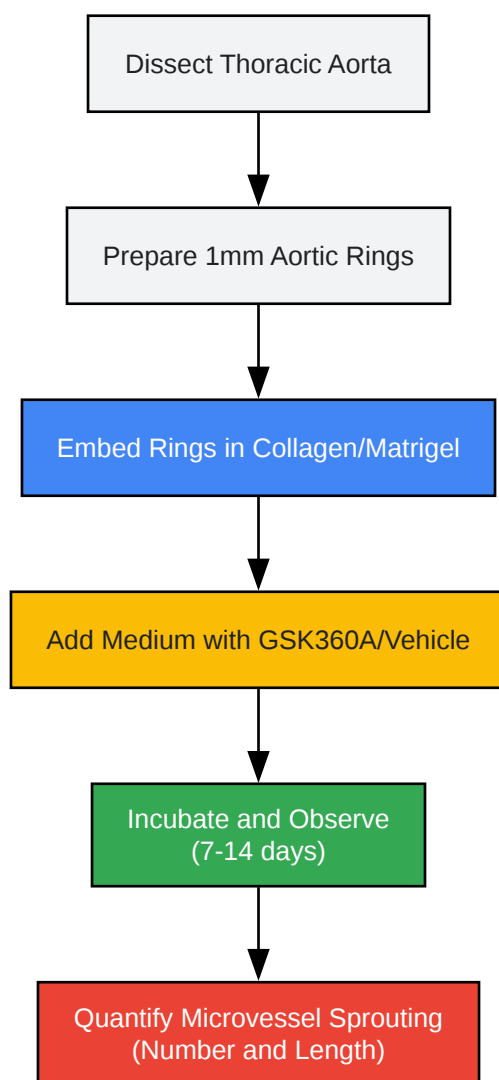 Dissect Thoracic Aorta
Prepare 1mm Aortic Rings
Embed Rings in Collagen/Matrigel
Add Medium with GSK360A/Vehicle
Incubate and Observe
(7-14 days)
Quantify Microvessel Sprouting
(Number and Length)